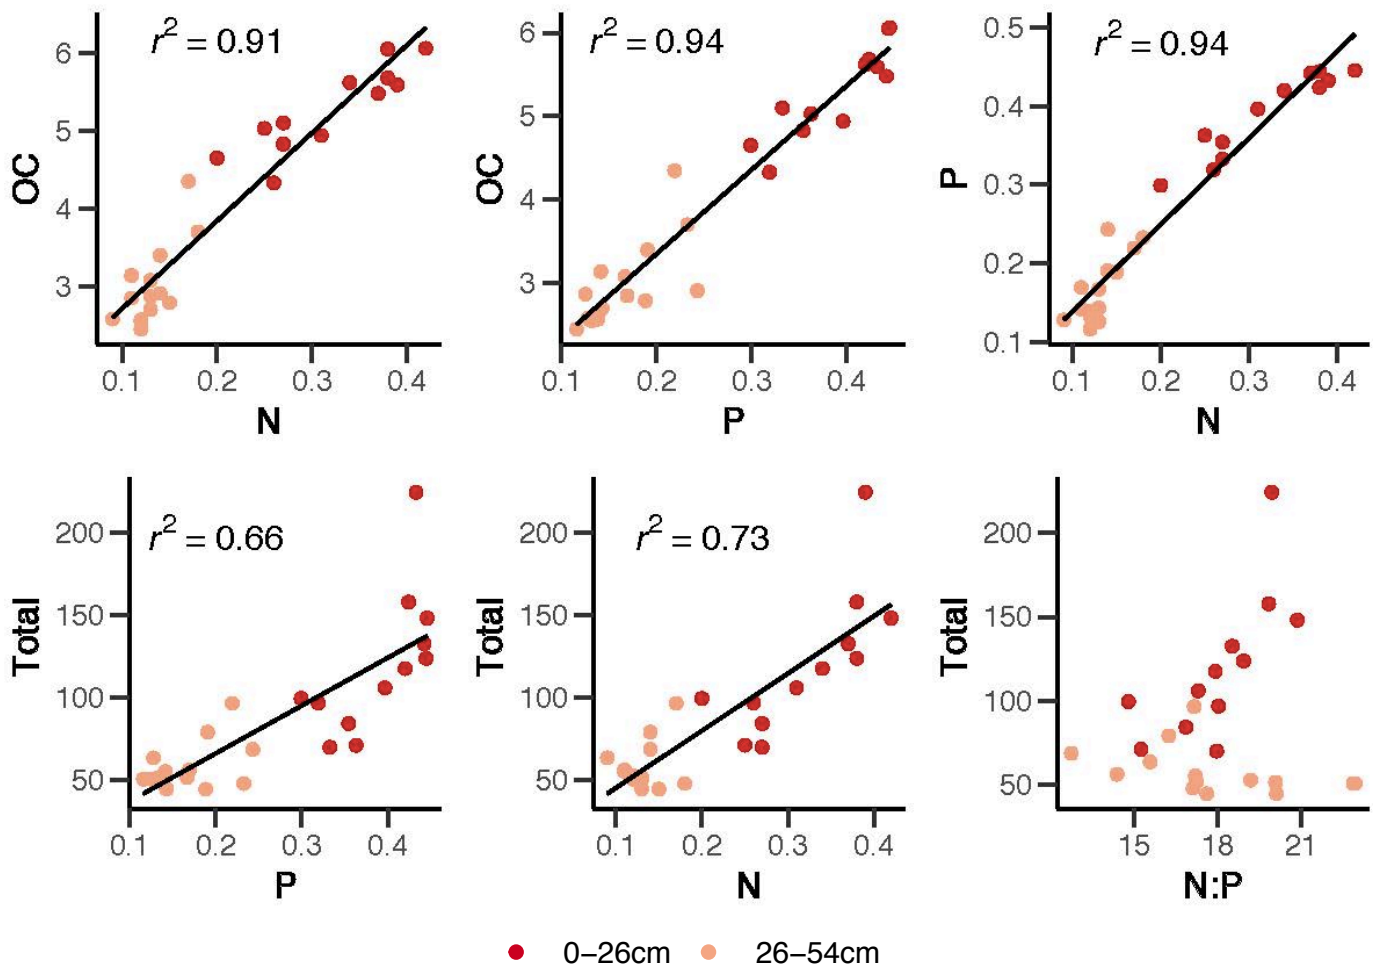 r² = 0.91
OC
6
5
4
3
0.1 0.2 0.3 0.4
N
r² = 0.94
OC
6
5
4
3
0.1 0.2 0.3 0.4
P
r² = 0.94
P
0.5
0.4
0.3
0.2
0.1
0.1 0.2 0.3 0.4
N
r² = 0.66
Total
200
150
100
50
0.1 0.2 0.3 0.4
P
r² = 0.73
Total
200
150
100
50
0.1 0.2 0.3 0.4
N
Total
200
150
100
50
15 18 21
N:P
0−26cm 26−54cm